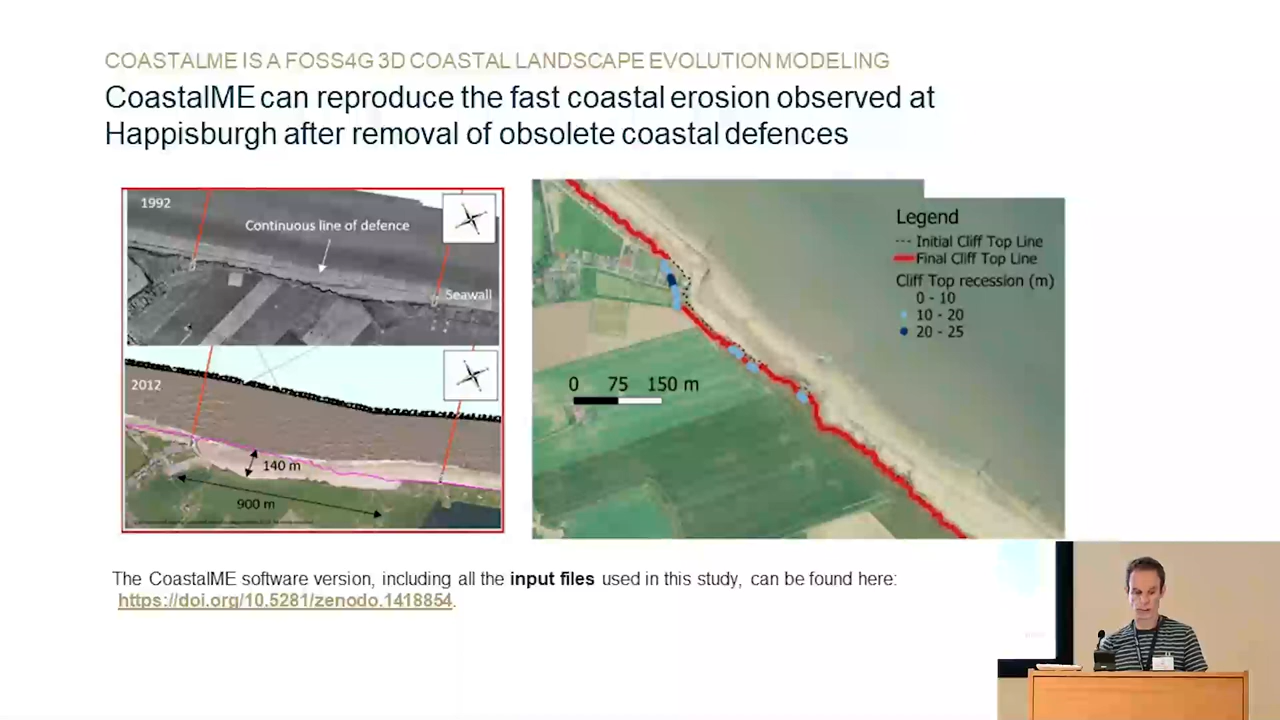 COASTALME IS A FOSS4G 3D COASTAL LANDSCAPE EVOLUTION MODELING
CoastalME can reproduce the fast coastal erosion observed at
Happisburgh after removal of obsolete coastal defences
1992
Continuous line of defence
Seawall
2012
140 m
900 m
Legend
Initial Cliff Top Line
Final Cliff Top Line
Cliff Top recession (m)
0 - 10
10 - 20
20 - 25
0 75 150 m
The CoastalME software version, including all the input files used in this study, can be found here:
https://doi.org/10.5281/zenodo.1418854.